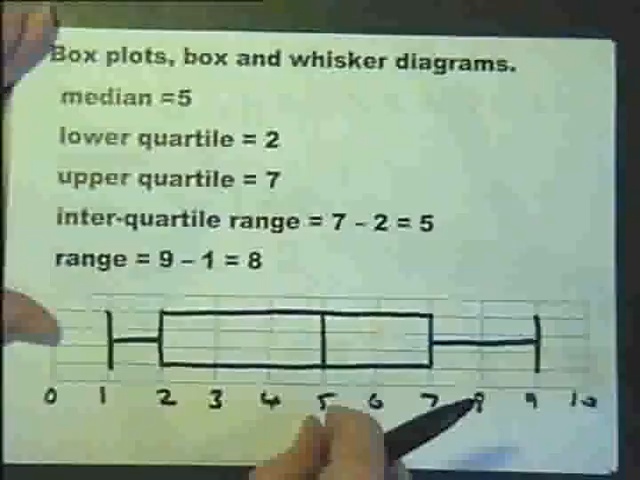 Box plots, box and whisker diagrams.
median =5
lower quartile = 2
upper quartile = 7
inter-quartile range = 7 - 2 = 5
range = 9 - 1 = 8
0 1 2 3 4 5 6 7 8 9 10